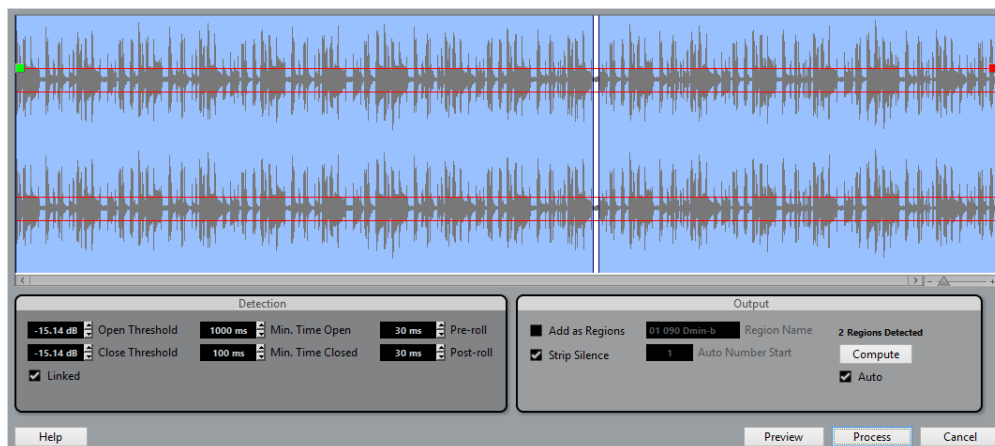 Detection
-15.14 dB Open Threshold 1000 ms Min. Time Open 30 ms Pre-roll
-15.14 dB Close Threshold 100 ms Min. Time Closed 30 ms Post-roll
Linked
Output
Add as Regions 01 090 Dmin-b Region Name 2 Regions Detected
Strip Silence 1 Auto Number Start Compute
Auto
Help Preview Process Cancel